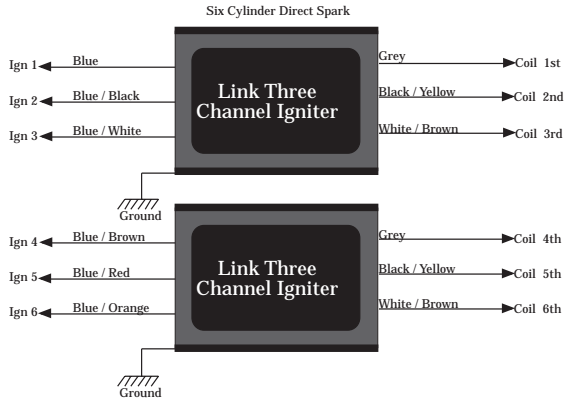 Six Cylinder Direct Spark
Ign 1 Blue Grey Coil 1st
Ign 2 Blue / Black Black / Yellow Coil 2nd
Ign 3 Blue / White White / Brown Coil 3rd
Link Three
Channel Igniter
Ground
Ign 4 Blue / Brown Grey Coil 4th
Ign 5 Blue / Red Black / Yellow Coil 5th
Ign 6 Blue / Orange White / Brown Coil 6th
Link Three
Channel Igniter
Ground